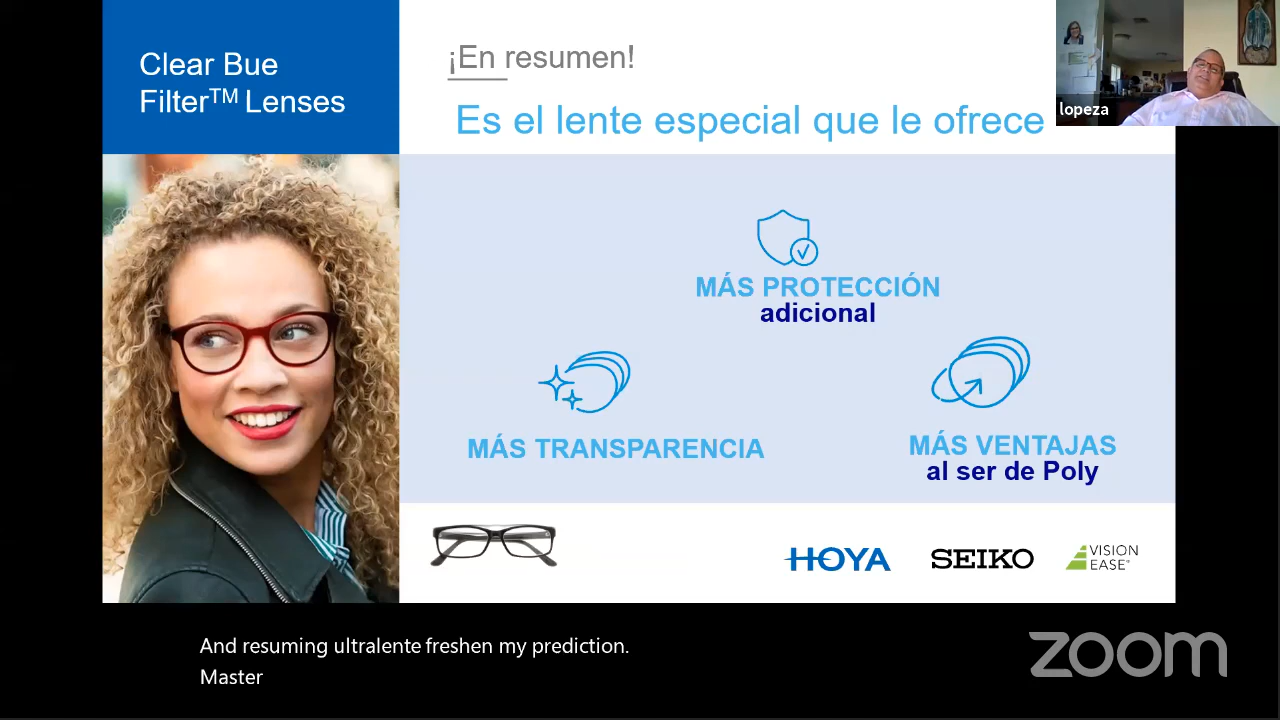 Clear Bue
Filter™ Lenses
¡En resumen!
Es el lente especial que le ofrece
lopeza
MÁS PROTECCIÓN
adicional
MÁS TRANSPARENCIA
MÁS VENTAJAS
al ser de Poly
HOYA
SEIKO
VISION
EASE
And resuming ultralente freshen my prediction.
Master
zoom